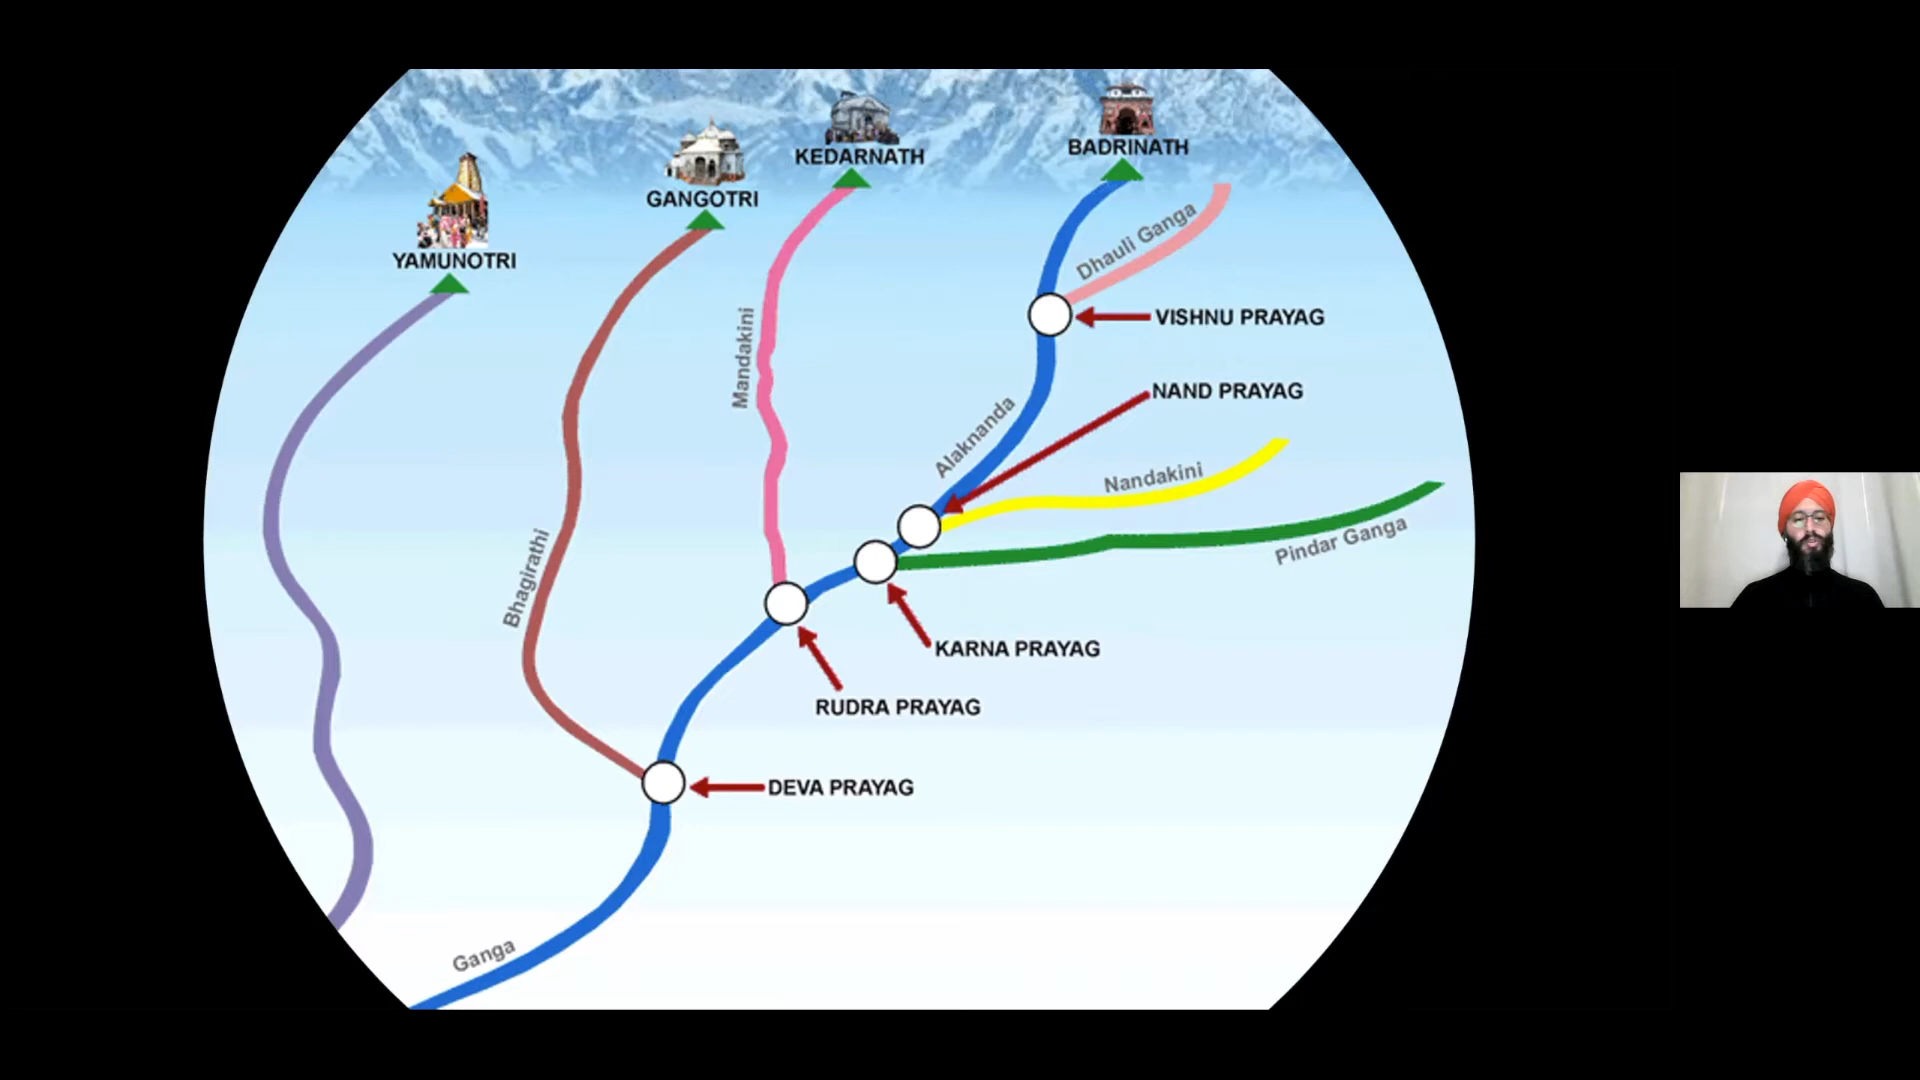 BADRINATH
KEDARNATH
GANGOTRI
YAMUNOTRI
Dhauli Ganga
VISHNU PRAYAG
Mandakini
NAND PRAYAG
Alaknanda
Nandakini
Pindar Ganga
Bhagirathi
KARNA PRAYAG
RUDRA PRAYAG
DEVA PRAYAG
Ganga